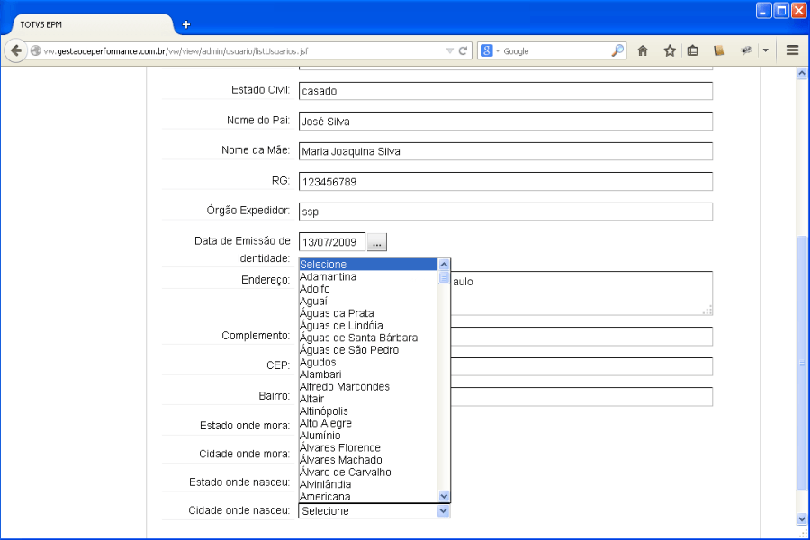 TOTVS EPM
vw.gestaoceperformance.com.br/vw/view/admin/usuario/listUsuarios.jsf
Google
Estado Civil: casado
Nome do Pai: José Silva
Nome da Mãe: Maria Joaquina Silva
RG: 123456789
Órgão Expedidor: ssp
Data de Emissão de 13/07/2009 ...
identidade:
Selecione
Adamantina
Endereço: aulo
Adolfo
Aguaí
Águas da Prata
Águas de Lindóia
Complemento: Águas de Santa Bárbara
Águas de São Pedro
CEP: Agudos
Alambari
Alfredo Marcondes
Bairro: Altair
Altinópolis
Estado onde mora: Alto Alegre
Alumínio
Álvares Florence
Cidade onde mora: Álvares Machado
Álvaro de Carvalho
Estado onde nasceu: Alvinlândia
Americana
Cidade onde nasceu: Selecione